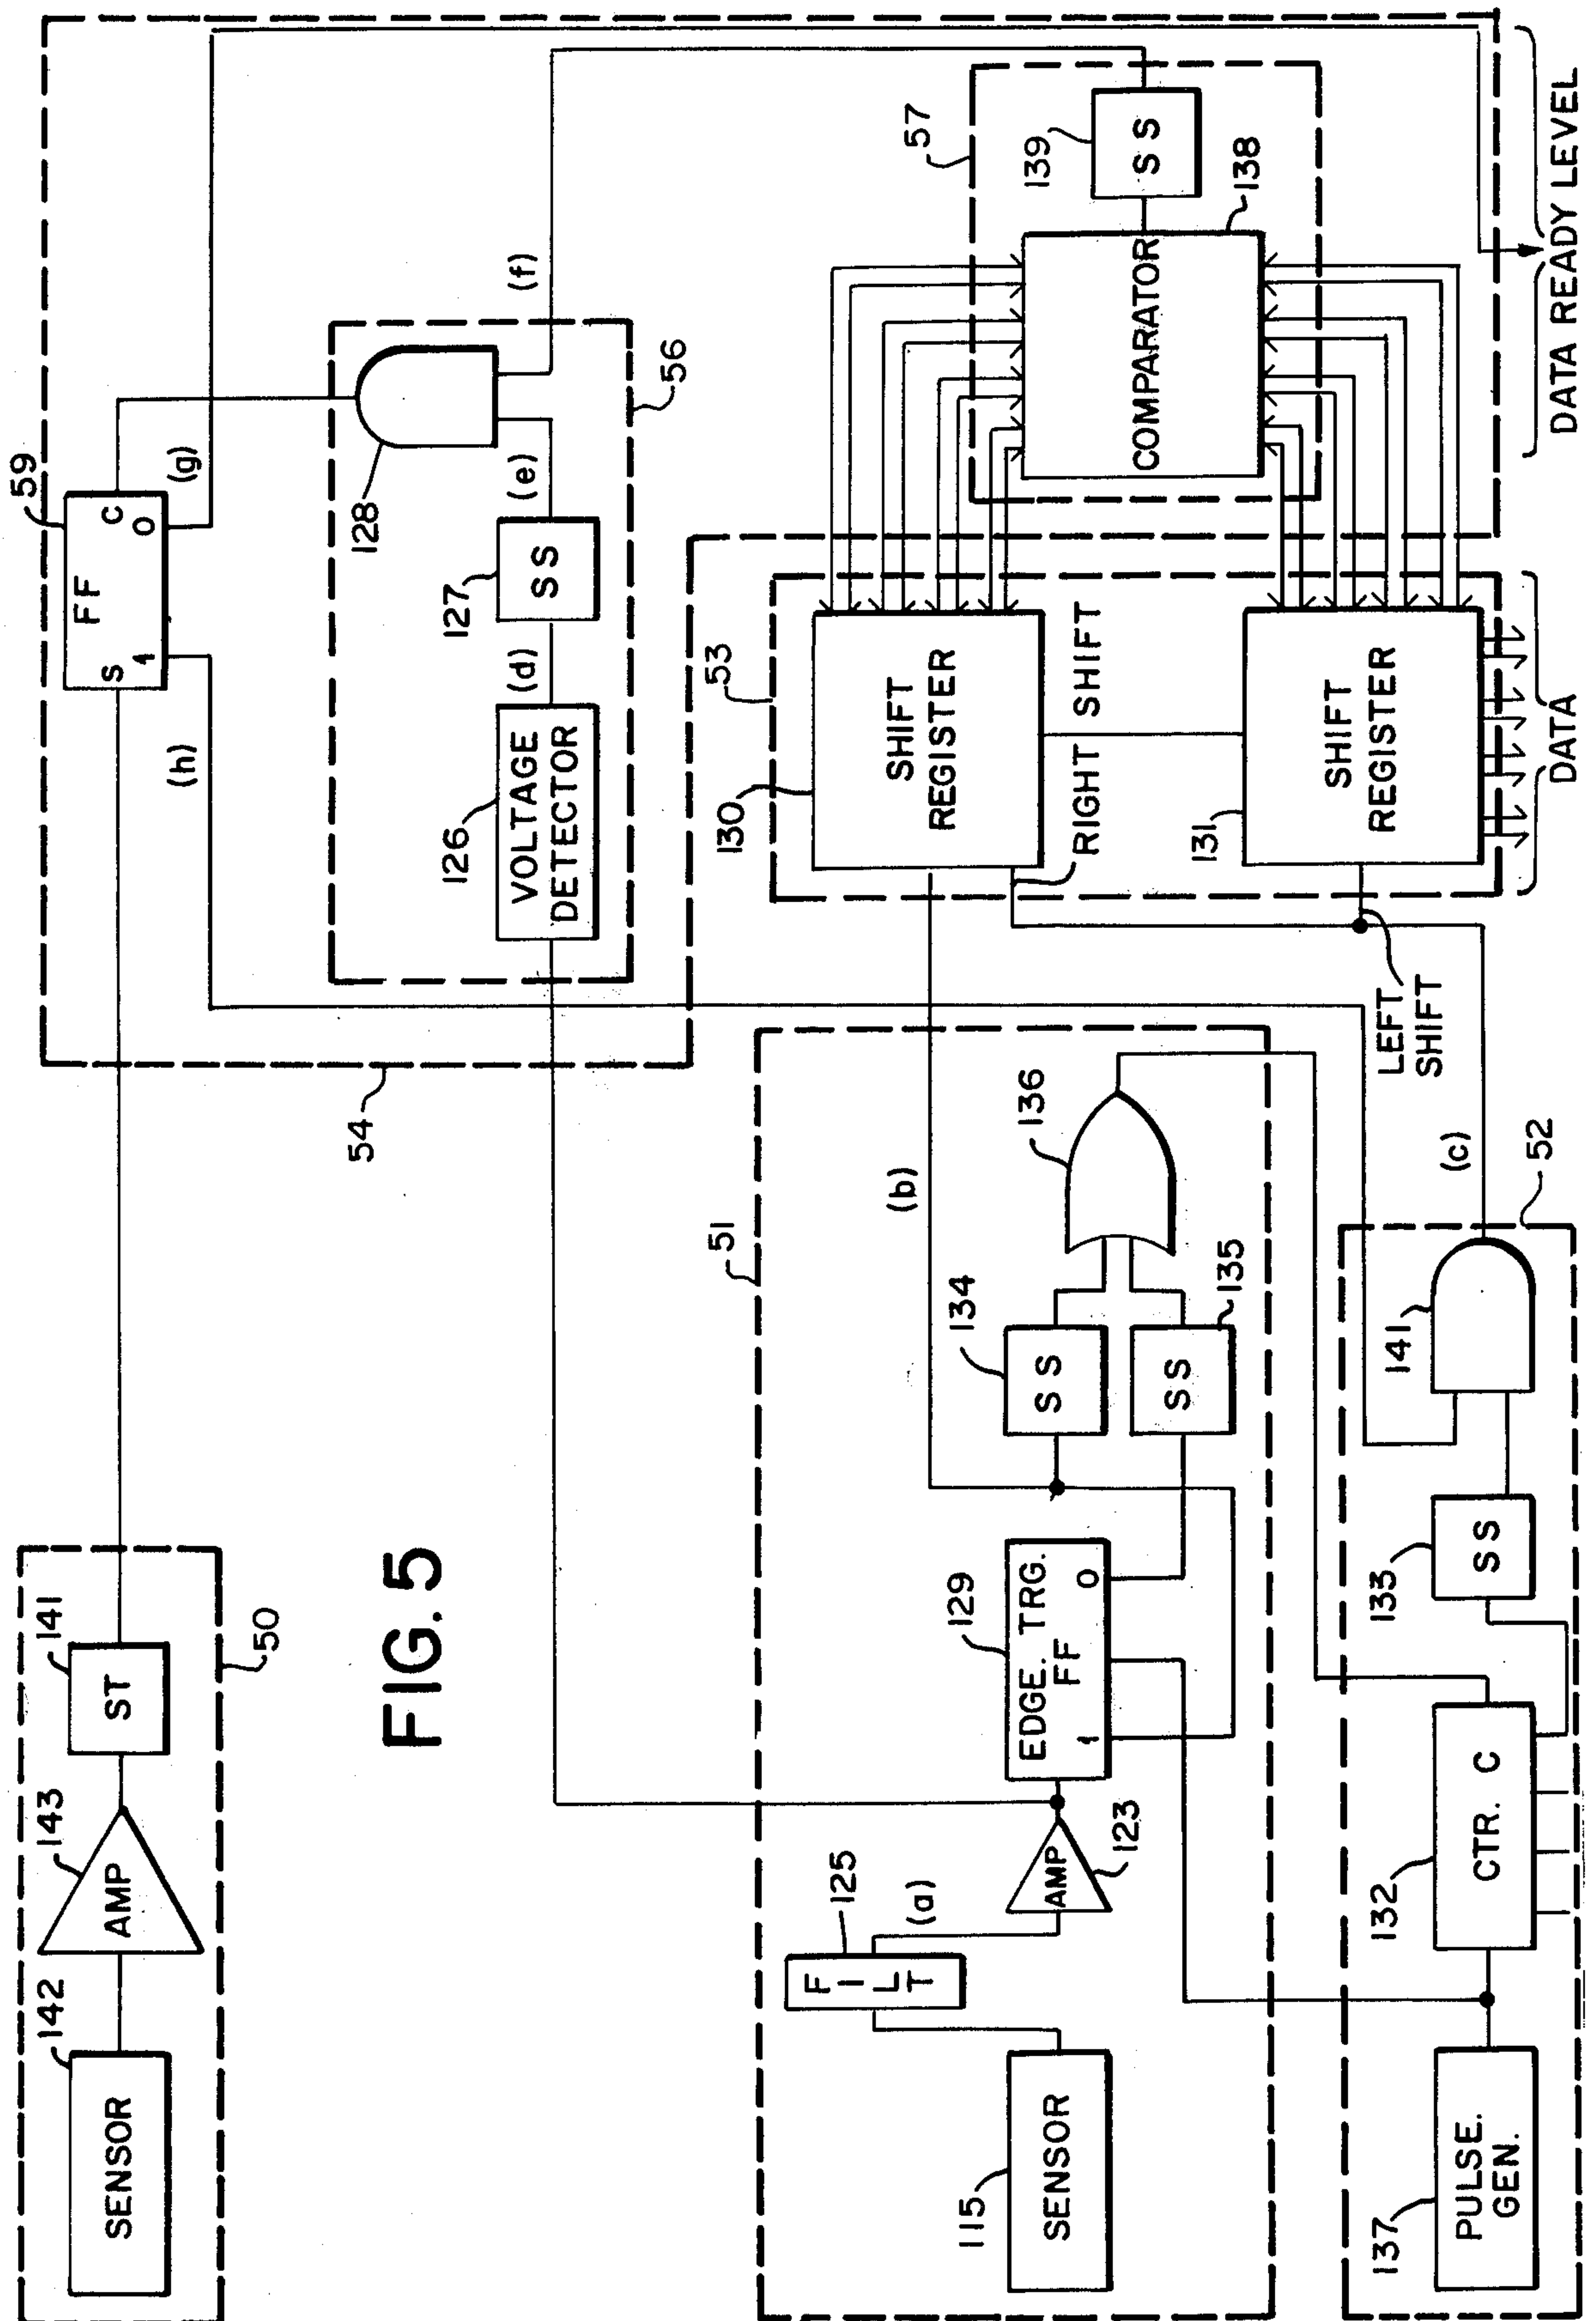 142
SENSOR
143
AMP
141
ST
50
FIG. 5
59
FF
S
C
1
0
(g)
(h)
54
128
(f)
(e)
127
SS
(d)
126
VOLTAGE
DETECTOR
56
57
139
SS
138
COMPARATOR
53
130
SHIFT
REGISTER
RIGHT SHIFT
131
SHIFT
REGISTER
LEFT
SHIFT
DATA
DATA READY LEVEL
51
(b)
115
SENSOR
125
FILT
(a)
AMP
123
129
EDGE. TRG.
FF
1
0
134
SS
135
SS
136
137
PULSE.
GEN.
132
CTR. C
133
SS
141
(c)
52